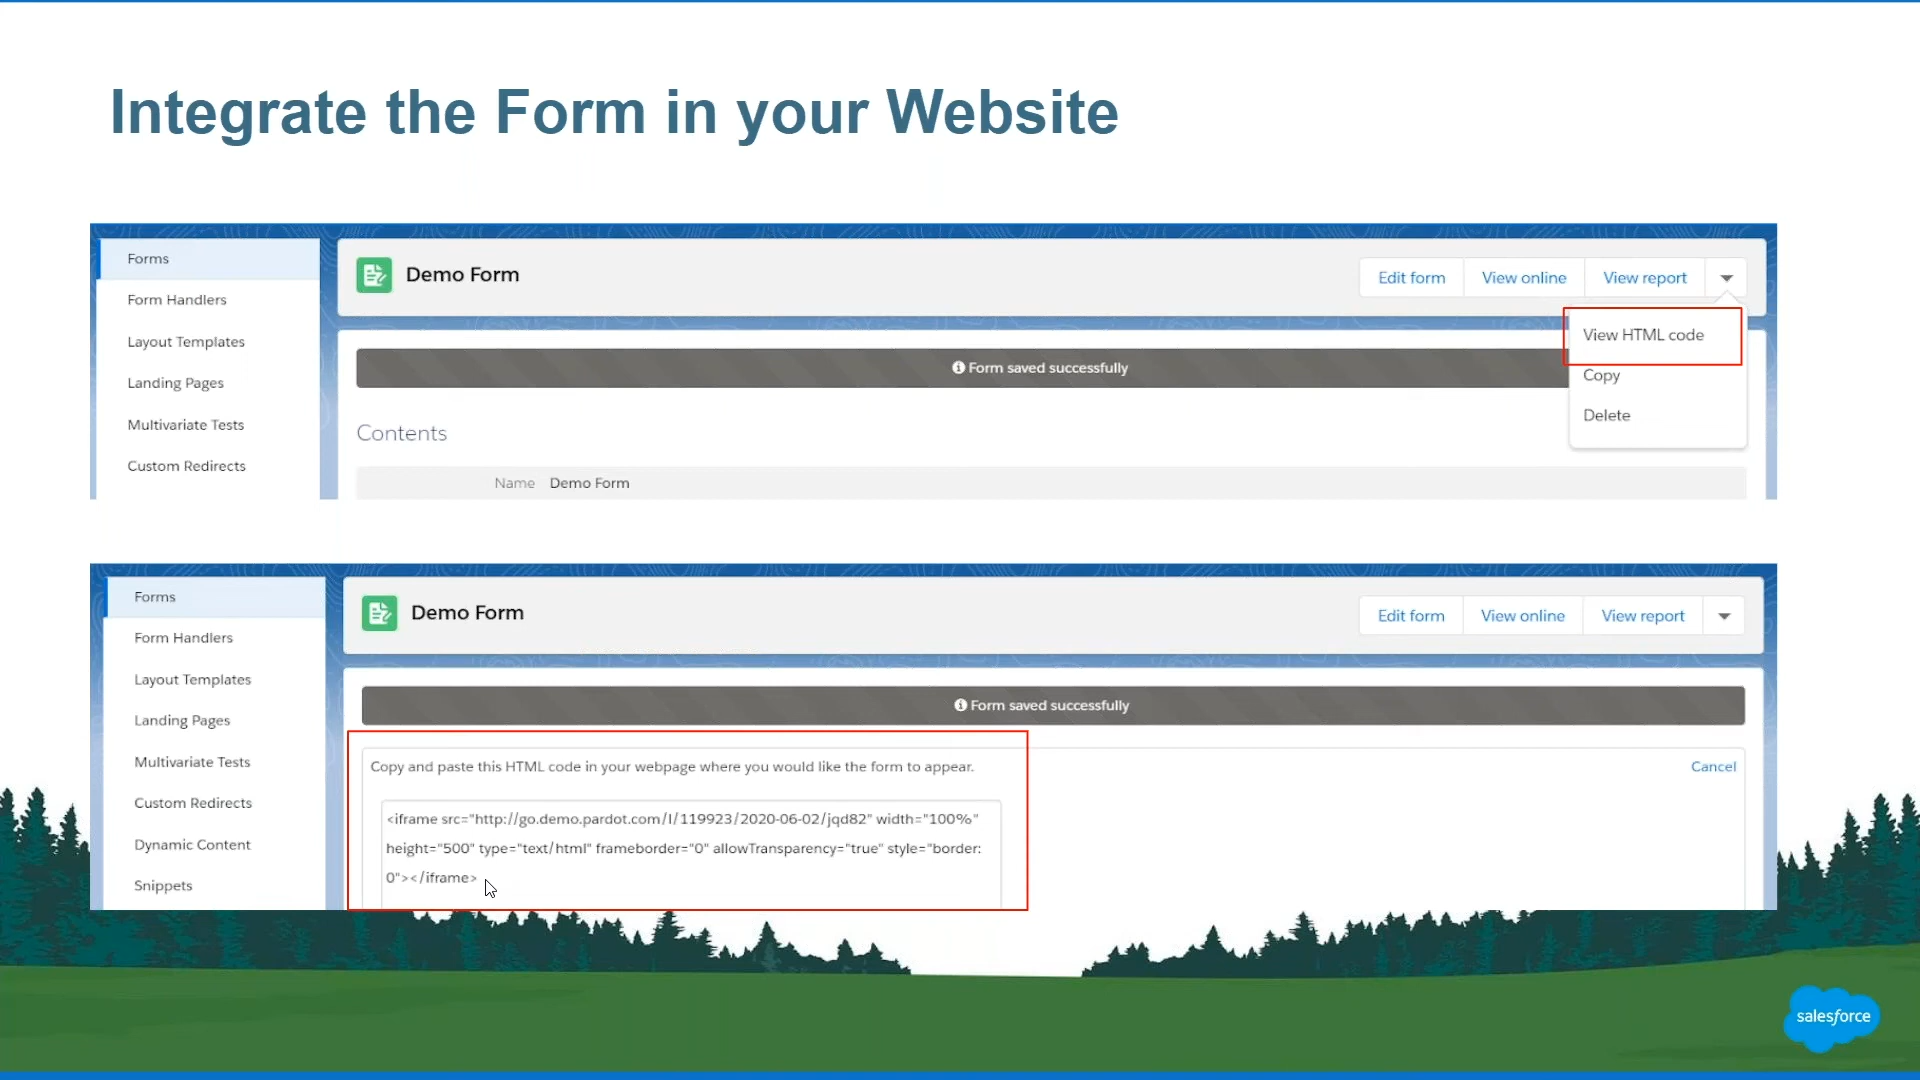 Integrate the Form in your Website
Forms
Form Handlers
Layout Templates
Landing Pages
Multivariate Tests
Custom Redirects
Demo Form
Edit form
View online
View report
View HTML code
Copy
Delete
Form saved successfully
Contents
Name Demo Form
Forms
Form Handlers
Layout Templates
Landing Pages
Multivariate Tests
Custom Redirects
Dynamic Content
Snippets
Demo Form
Edit form
View online
View report
Form saved successfully
Copy and paste this HTML code in your webpage where you would like the form to appear.
Cancel
<iframe src="http://go.demo.pardot.com/l/119923/2020-06-02/jqd82" width="100%"
height="500" type="text/html" frameborder="0" allowTransparency="true" style="border:
0"></iframe>
salesforce